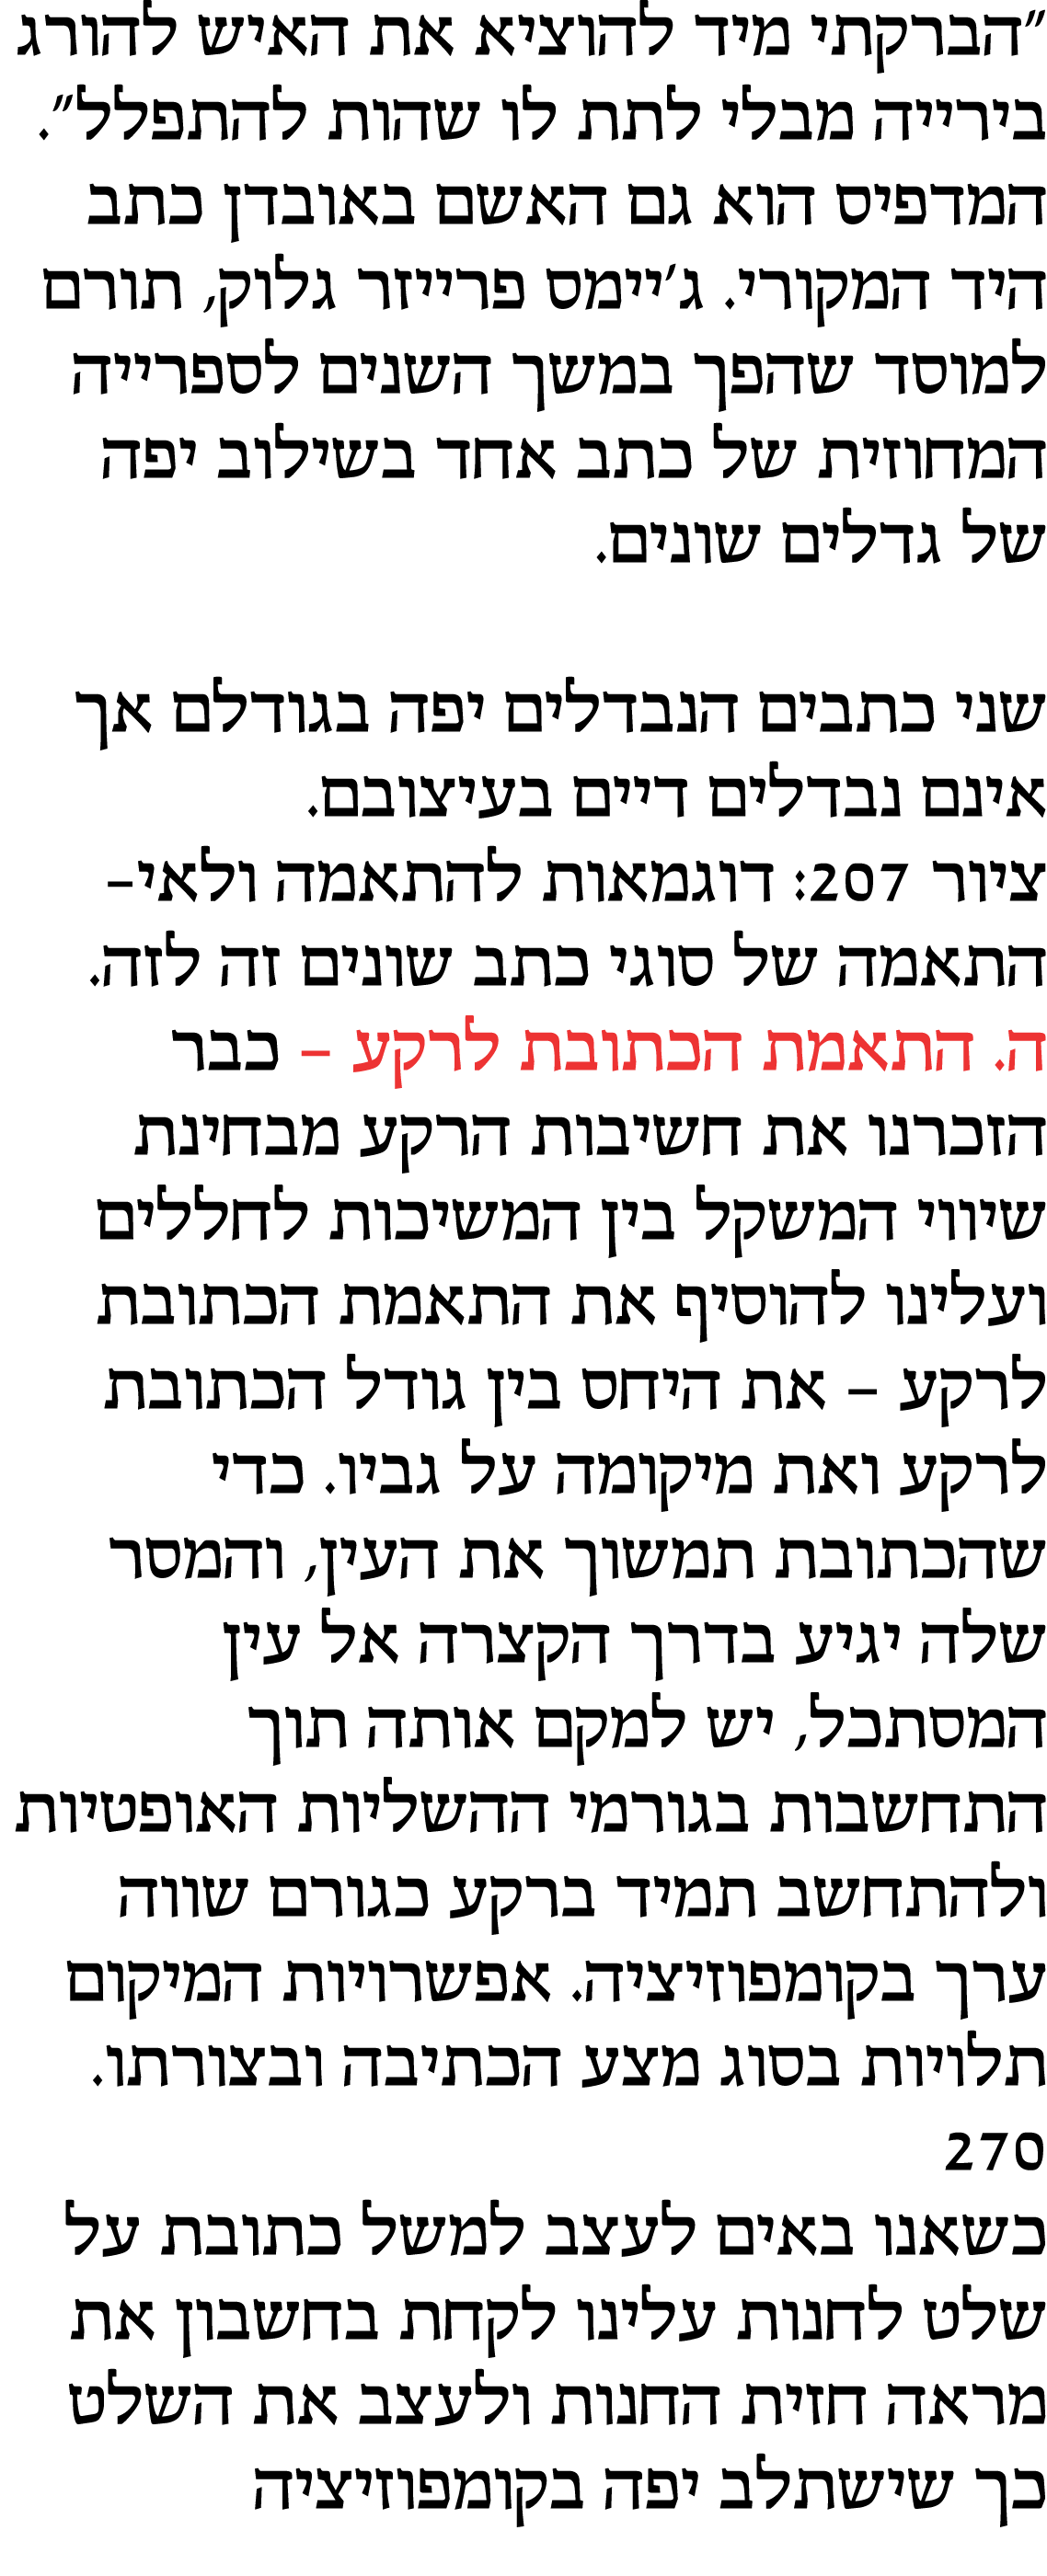 "הברקתי מיד להוציא את האיש להורג
בירייה מבלי לתת לו שהות להתפלל".
המדפיס הוא גם האשם באובדן כתב
היד המקורי. ג'יימס פרייזר גלוק, תורם
למוסד שהפך במשך השנים לספרייה
המחוזית של כתב אחד בשילוב יפה
של גדלים שונים.
שני כתבים הנבדלים יפה בגודלם אך
אינם נבדלים דיים בעיצובם.
ציור 207: דוגמאות להתאמה ולאי-
התאמה של סוגי כתב שונים זה לזה.
ה. התאמת הכתובת לרקע – כבר
הזכרנו את חשיבות הרקע מבחינת
שיווי המשקל בין המשיכות לחללים
ועלינו להוסיף את התאמת הכתובת
לרקע – את היחס בין גודל הכתובת
לרקע ואת מיקומה על גביו. כדי
שהכתובת תמשוך את העין, והמסר
שלה יגיע בדרך הקצרה אל עין
המסתכל, יש למקם אותה תוך
התחשבות בגורמי ההשליות האופטיות
ולהתחשב תמיד ברקע כגורם שווה
ערך בקומפוזיציה. אפשרויות המיקום
תלויות בסוג מצע הכתיבה ובצורתו.
270
כשאנו באים לעצב למשל כתובת על
שלט לחנות עלינו לקחת בחשבון את
מראה חזית החנות ולעצב את השלט
כך שישתלב יפה בקומפוזיציה